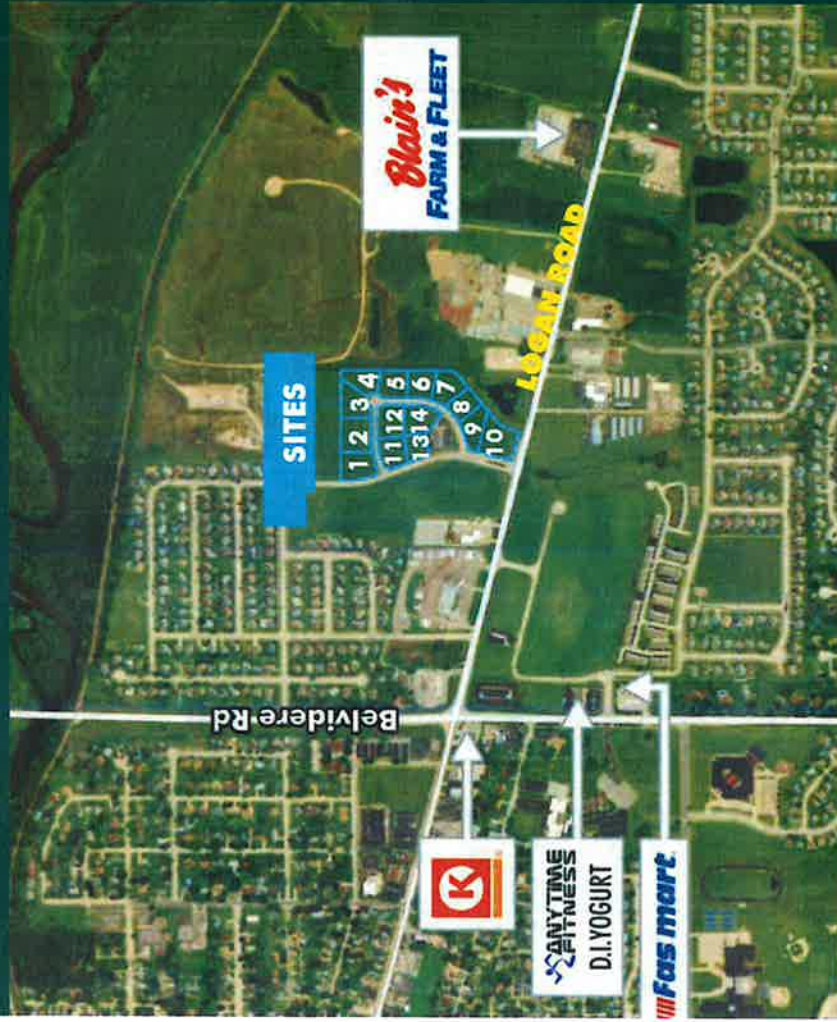 Blain's
FARM & FLEET
LOGAN ROAD
SITES
1 2 3 4
5
6
7
8
9
10
11 12
13 14
Belvidere Rd
K
ANYTIME
FITNESS
D.I.YOGURT
Fas mart